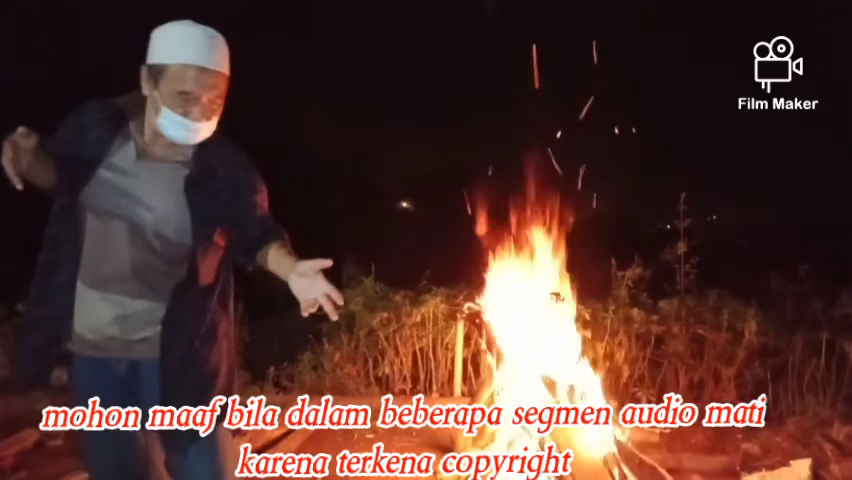 Film Maker
mohon maaf bila dalam beberapa segmen audio mati
karena terkena copyright